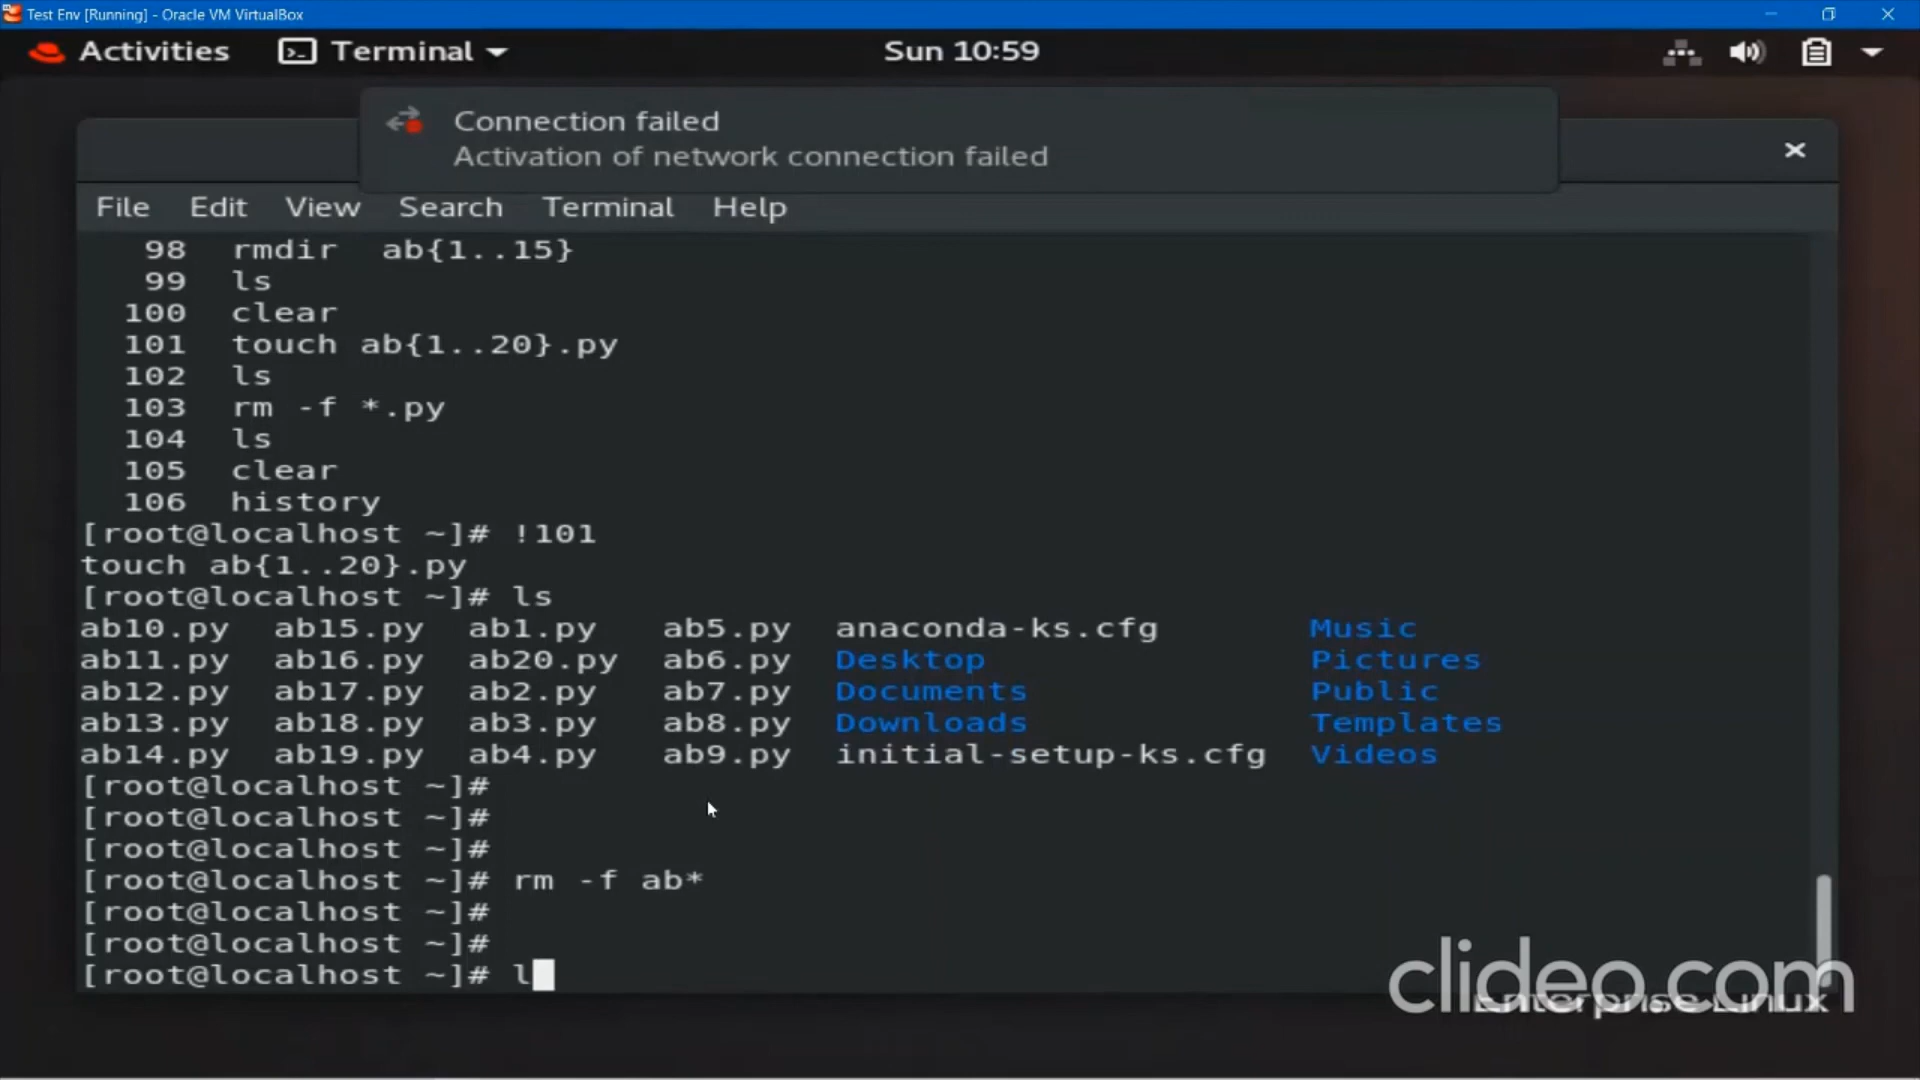 Test Env [Running] - Oracle VM VirtualBox
Activities Terminal Sun 10:59
Connection failed
Activation of network connection failed
File Edit View Search Terminal Help
98 rmdir ab{1..15}
99 ls
100 clear
101 touch ab{1..20}.py
102 ls
103 rm -f *.py
104 ls
105 clear
106 history
[root@localhost ~]# !101
touch ab{1..20}.py
[root@localhost ~]# ls
ab10.py ab15.py ab1.py ab5.py anaconda-ks.cfg Music
ab11.py ab16.py ab20.py ab6.py Desktop Pictures
ab12.py ab17.py ab2.py ab7.py Documents Public
ab13.py ab18.py ab3.py ab8.py Downloads Templates
ab14.py ab19.py ab4.py ab9.py initial-setup-ks.cfg Videos
[root@localhost ~]#
[root@localhost ~]#
[root@localhost ~]#
[root@localhost ~]# rm -f ab*
[root@localhost ~]#
[root@localhost ~]#
[root@localhost ~]# l
clideo.com
Enterprise Linux